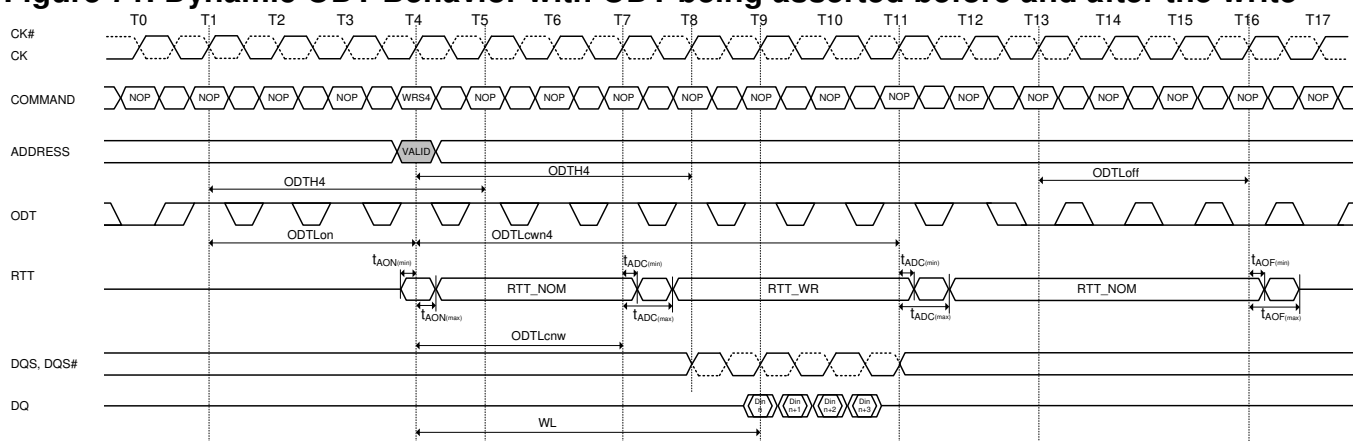 Figure 71: Dynamic ODT Behavior with ODT being asserted before and after the write
T0 T1 T2 T3 T4 T5 T6 T7 T8 T9 T10 T11 T12 T13 T14 T15 T16 T17
CK#
CK
COMMAND NOP NOP NOP NOP WRS4 NOP NOP NOP NOP NOP NOP NOP NOP NOP NOP NOP NOP NOP
ADDRESS VALID
ODTH4 ODTLoff
ODTH4
ODT
ODTLon ODTLcwn4
tAON(min) tADC(min) tADC(min) tAOF(min)
RTT
RTT_NOM RTT_WR RTT_NOM
tAON(max) tADC(max) tADC(max) tAOF(max)
ODTLcnw
DQS, DQS#
DQ Din n Din n+1 Din n+2 Din n+3
WL